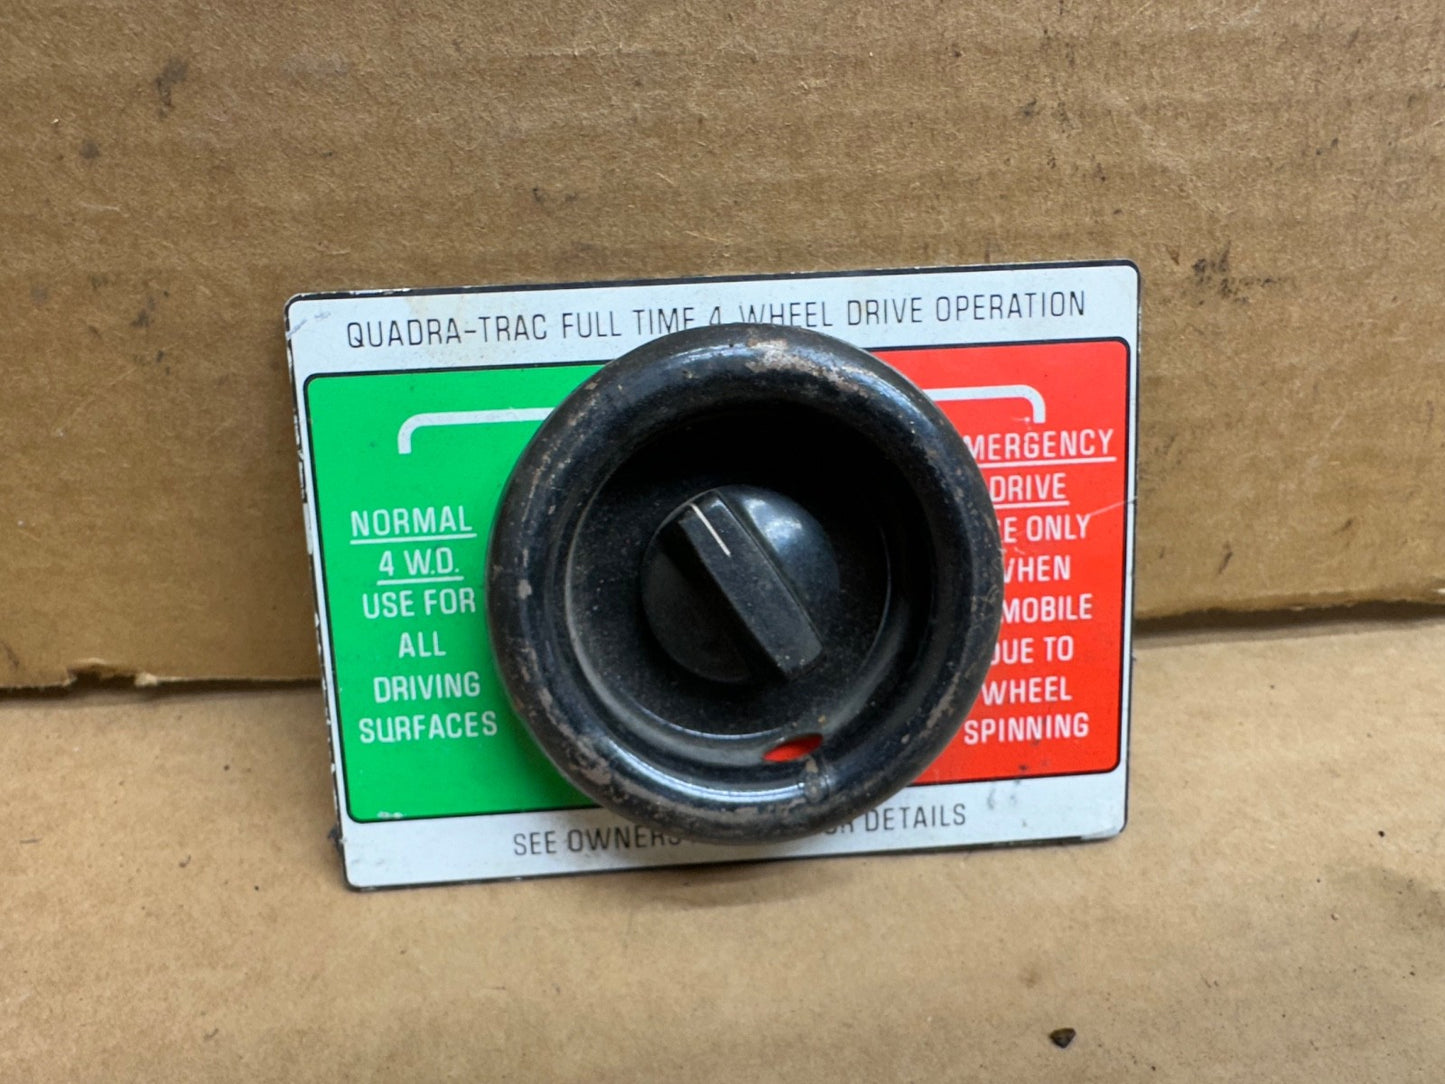 QUADRA-TRAC FULL TIME 4 WHEEL DRIVE OPERATION
NORMAL
4 W.D.
USE FOR
ALL
DRIVING
SURFACES
MERGENCY
DRIVE
E ONLY
WHEN
MOBILE
DUE TO
WHEEL
SPINNING
SEE OWNERS DETAILS